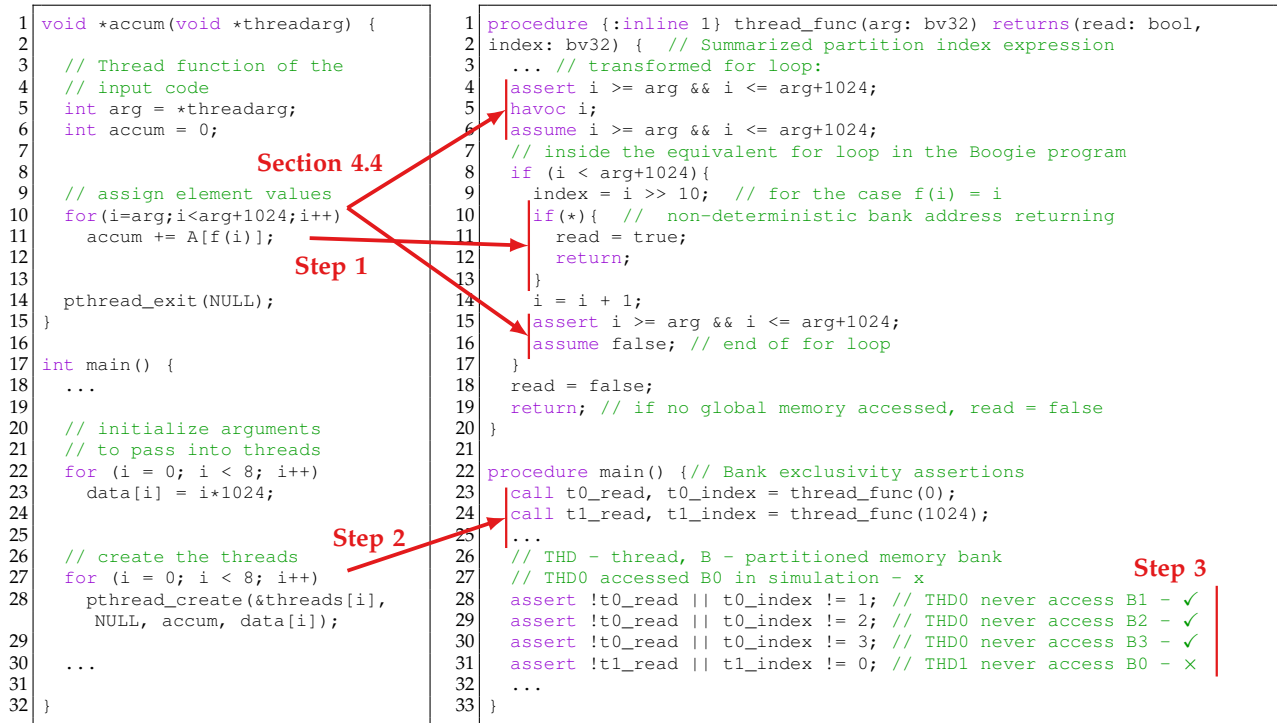 1 void *accum(void *threadarg) {
2
3   // Thread function of the
4   // input code
5   int arg = *threadarg;
6   int accum = 0;
7
8
9   // assign element values
10   for(i=arg;i<arg+1024;i++)
11     accum += A[f(i)];
12
13
14   pthread_exit(NULL);
15 }
16
17 int main() {
18   ...
19
20   // initialize arguments
21   // to pass into threads
22   for (i = 0; i < 8; i++)
23     data[i] = i*1024;
24
25
26   // create the threads
27   for (i = 0; i < 8; i++)
28     pthread_create(&threads[i],
      NULL, accum, data[i]);
29
30   ...
31
32 }
Section 4.4
Step 1
Step 2
1 procedure {:inline 1} thread_func(arg: bv32) returns(read: bool,
2 index: bv32) {  // Summarized partition index expression
3   ... // transformed for loop:
4   assert i >= arg && i <= arg+1024;
5   havoc i;
6   assume i >= arg && i <= arg+1024;
7   // inside the equivalent for loop in the Boogie program
8   if (i < arg+1024){
9     index = i >> 10;  // for the case f(i) = i
10     if(*){  //  non-deterministic bank address returning
11       read = true;
12       return;
13     }
14     i = i + 1;
15     assert i >= arg && i <= arg+1024;
16     assume false; // end of for loop
17   }
18   read = false;
19   return; // if no global memory accessed, read = false
20 }
21
22 procedure main() {// Bank exclusivity assertions
23   call t0_read, t0_index = thread_func(0);
24   call t1_read, t1_index = thread_func(1024);
25   ...
26   // THD - thread, B - partitioned memory bank
27   // THD0 accessed B0 in simulation - x
28   assert !t0_read || t0_index != 1; // THD0 never access B1 - ✓
29   assert !t0_read || t0_index != 2; // THD0 never access B2 - ✓
30   assert !t0_read || t0_index != 3; // THD0 never access B3 - ✓
31   assert !t1_read || t1_index != 0; // THD1 never access B0 - ×
32   ...
33 }
Step 3